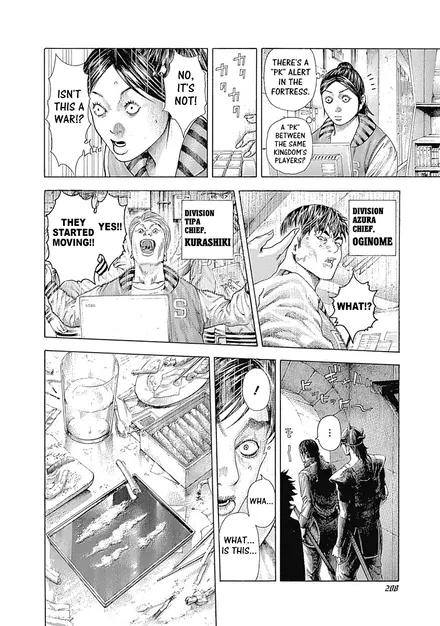 THERE'S
A
"PK" ALERT
IN THE
FORTRESS.
A "PK"
BETWEEN
THE SAME
KINGDOM'S
PLAYERS?
NO,
IT'S
NOT!
ISN'T
THIS A
WAR!?
DIVISION
AZURA
CHIEF,
OGINOME
WHAT!?
DIVISION
TIPA
CHIEF,
KURASHIKI
YES!!
THEY
STARTED
MOVING!!
S
...
!
WHA...
WHAT...
IS THIS...
208